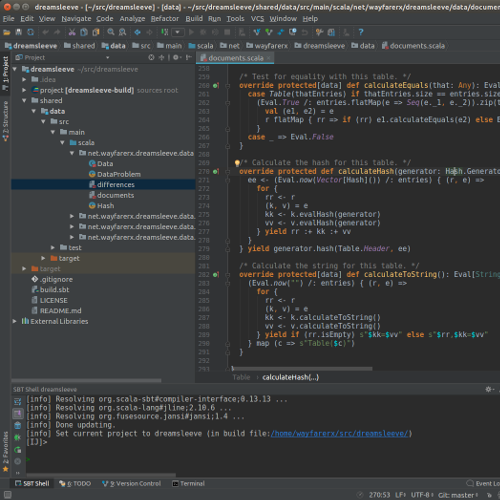 dreamsleeve - [~/src/dreamsleeve] - [data] - ~/src/dreamsleeve/shared/data/src/main/scala/net/wayfarerx/dreamsleeve/data/documen
File Edit View Navigate Code Analyze Refactor Build Run Tools VCS Window Help
dreamsleeve shared data src main scala net wayfarerx dreamsleeve data documents.scala
Project
documents.scala
dreamsleeve ~/src/dreamsleeve
.idea
project [dreamsleeve-build] sources root
shared
data
src
main
scala
net.wayfarerx.dreamsleeve.data
Data
DataProblem
differences
documents
Hash
net.wayfarerx.dreamsleeve.data
net.wayfarerx.dreamsleeve.data
net.wayfarerx.dreamsleeve.data
test
target
target
.gitignore
build.sbt
LICENSE
README.md
External Libraries
1: Project
7: Structure
2: Favorites
/* Test for equality with this table. */
override protected[data] def calculateEquals(that: Any): Eval
case Table(thatEntries) if thatEntries.size == entries.size
(Eval.True /: entries.flatMap(e => Seq(e._1, e._2)).zip(t
val (e1, e2) = e
r flatMap { rr => if (rr) e1.calculateEquals(e2) else E
}
case _ => Eval.False
}
/* Calculate the hash for this table. */
override protected def calculateHash(generator: Hash.Generato
ee <- (Eval.now(Vector[Hash]()) /: entries) { (r, e) =>
for {
rr <- r
(k, v) = e
kk <- k.evalHash(generator)
vv <- v.evalHash(generator)
} yield rr :+ kk :+ vv
}
} yield generator.hash(Table.Header, ee)
/* Calculate the string for this table. */
override protected[data] def calculateToString(): Eval[String
(Eval.now("") /: entries) { (r, e) =>
for {
rr <- r
(k, v) = e
kk <- k.calculateToString()
vv <- v.calculateToString()
} yield if (rr.isEmpty) s"$kk=$vv" else s"$rr,$kk=$vv"
} map (c => s"Table($c)")
}
Table calculateHash(...)
SBT Shell dreamsleeve
[info] Resolving org.scala-sbt#compiler-interface;0.13.13 ...
[info] Resolving org.scala-lang#jline;2.10.6 ...
[info] Resolving org.fusesource.jansi#jansi;1.4 ...
[info] Done updating.
[info] Set current project to dreamsleeve (in build file:/home/wayfarerx/src/dreamsleeve/)
[IJ]>
SBT Shell 6: TODO 9: Version Control Terminal Event Lo
270:53 LF÷ UTF-8÷ Git: master÷